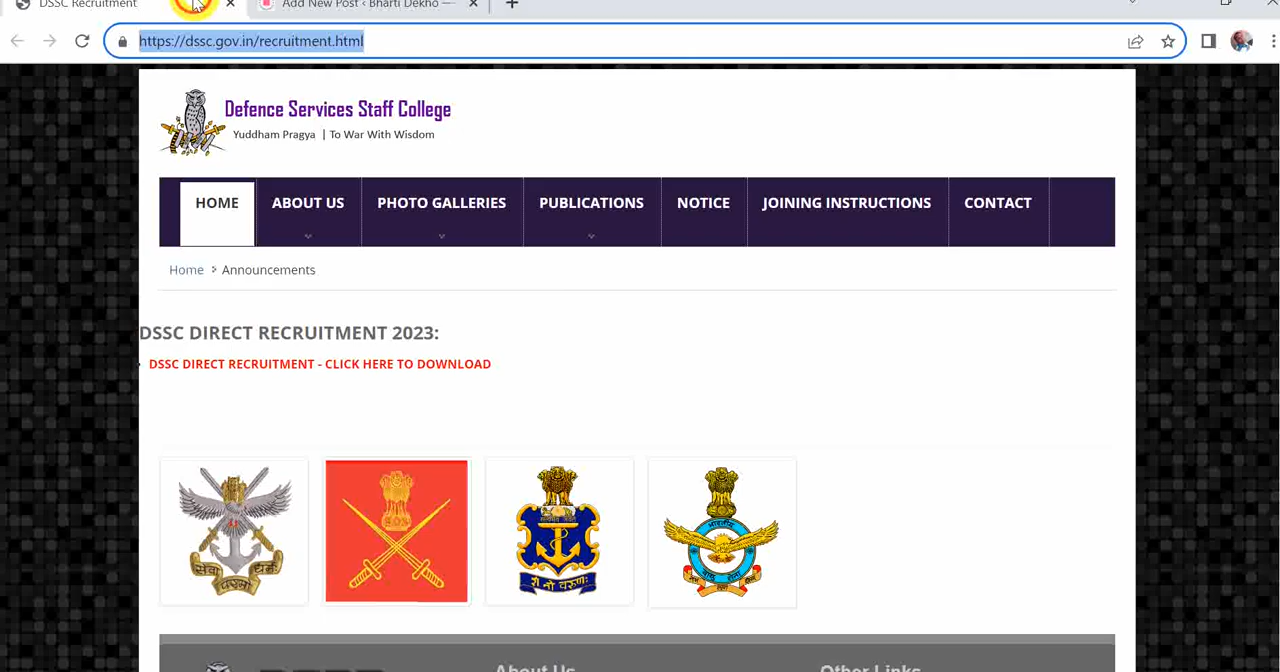 DSSC Recruitment
Add New Post ‹ Bharti Dekho —
https://dssc.gov.in/recruitment.html
Defence Services Staff College
Yuddham Pragya | To War With Wisdom
HOME
ABOUT US
PHOTO GALLERIES
PUBLICATIONS
NOTICE
JOINING INSTRUCTIONS
CONTACT
Home > Announcements
DSSC DIRECT RECRUITMENT 2023:
DSSC DIRECT RECRUITMENT - CLICK HERE TO DOWNLOAD
About Us
Other Links